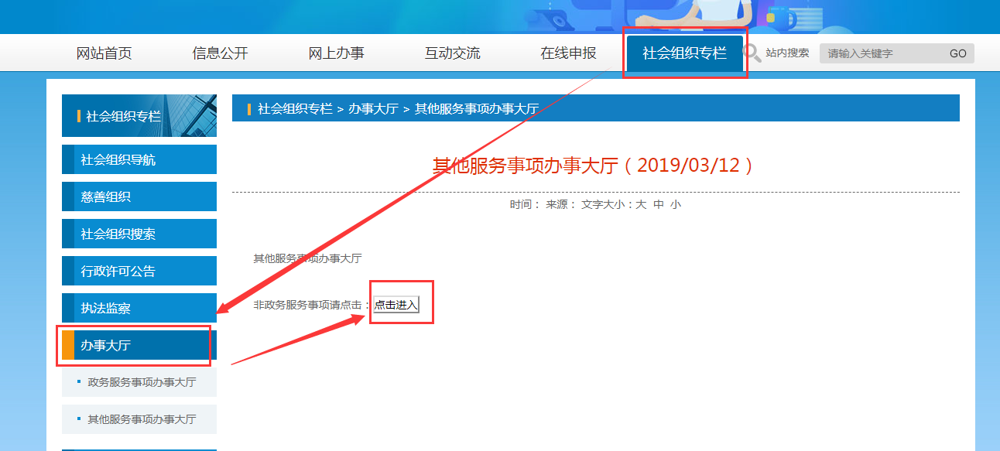 网站首页 信息公开 网上办事 互动交流 在线申报 社会组织专栏 站内搜索 请输入关键字 GO
社会组织专栏
社会组织导航
慈善组织
社会组织搜索
行政许可公告
执法监察
办事大厅
政务服务事项办事大厅
其他服务事项办事大厅
社会组织专栏 > 办事大厅 > 其他服务事项办事大厅
其他服务事项办事大厅（2019/03/12）
时间： 来源： 文字大小：大 中 小
其他服务事项办事大厅
非政务服务事项请点击：点击进入